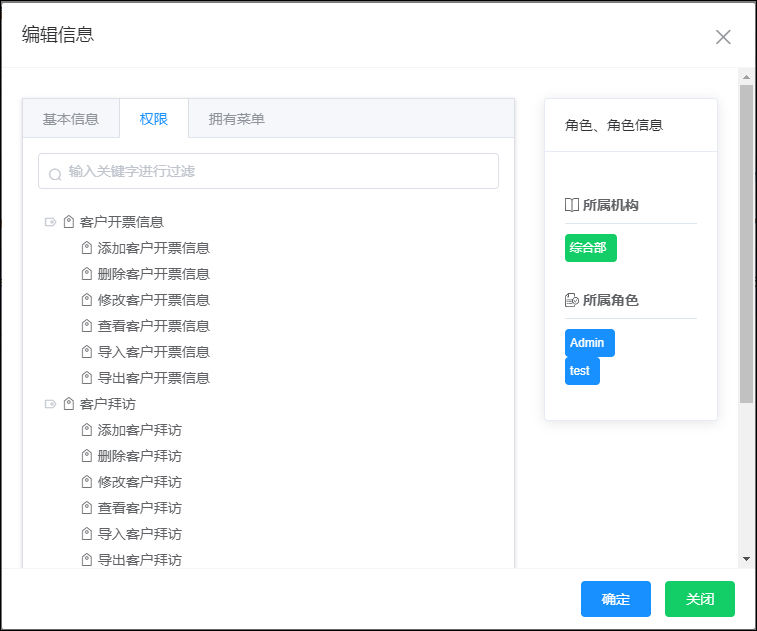 编辑信息
基本信息
权限
拥有菜单
输入关键字进行过滤
客户开票信息
添加客户开票信息
删除客户开票信息
修改客户开票信息
查看客户开票信息
导入客户开票信息
导出客户开票信息
客户拜访
添加客户拜访
删除客户拜访
修改客户拜访
查看客户拜访
导入客户拜访
导出客户拜访
角色、角色信息
所属机构
综合部
所属角色
Admin
test
确定
关闭